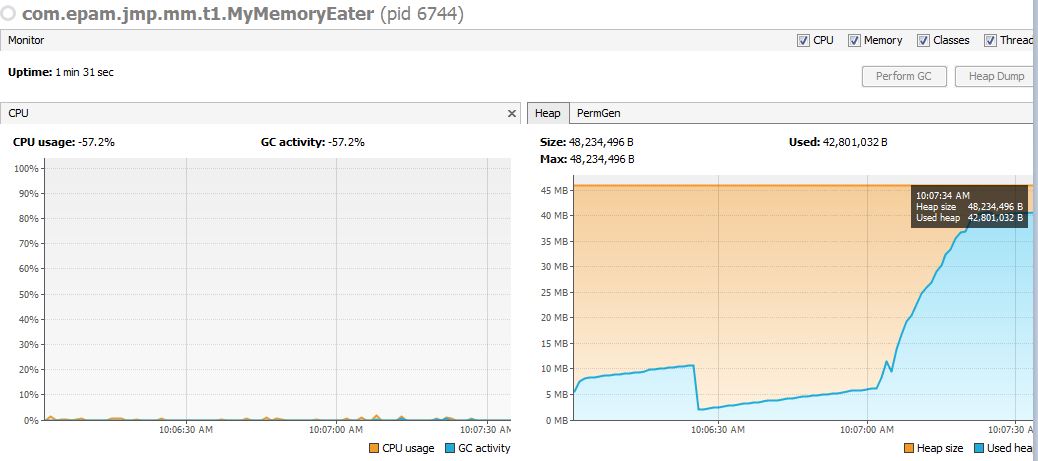 com.epam.jmp.mm.t1.MyMemoryEater (pid 6744)
Monitor
CPU Memory Classes Thread
Uptime: 1 min 31 sec
Perform GC Heap Dump
CPU
CPU usage: -57.2% GC activity: -57.2%
100%
90%
80%
70%
60%
50%
40%
30%
20%
10%
0%
10:06:30 AM 10:07:00 AM 10:07:30 AM
CPU usage GC activity
Heap PermGen
Size: 48,234,496 B Used: 42,801,032 B
Max: 48,234,496 B
45 MB
40 MB
35 MB
30 MB
25 MB
20 MB
15 MB
10 MB
5 MB
0 MB
10:07:34 AM
Heap size 48,234,496 B
Used heap 42,801,032 B
10:06:30 AM 10:07:00 AM 10:07:30 A
Heap size Used hea